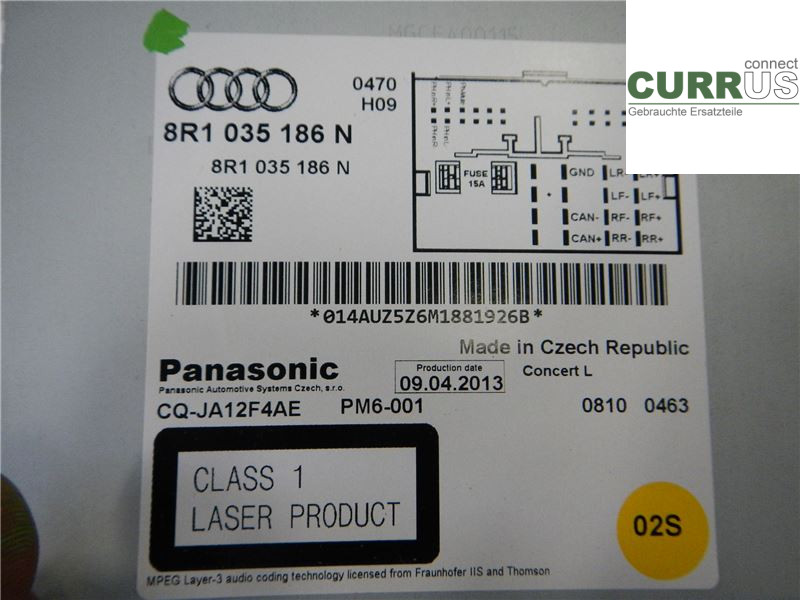 connect
CURRUS
Gebrauchte Ersatzteile
0470
H09
8R1 035 186 N
8R1 035 186 N
FUSE
15A
GND LR- LR+
LF- LF+
CAN- RF- RF+
CAN+ RR- RR+
*014AUZ5Z6M1881926B*
Made in Czech Republic
Panasonic
Panasonic Automotive Systems Czech, s.r.o.
Production date
09.04.2013
Concert L
CQ-JA12F4AE PM6-001 0810 0463
CLASS 1
LASER PRODUCT
02S
MPEG Layer-3 audio coding technology licensed from Fraunhofer IIS and Thomson